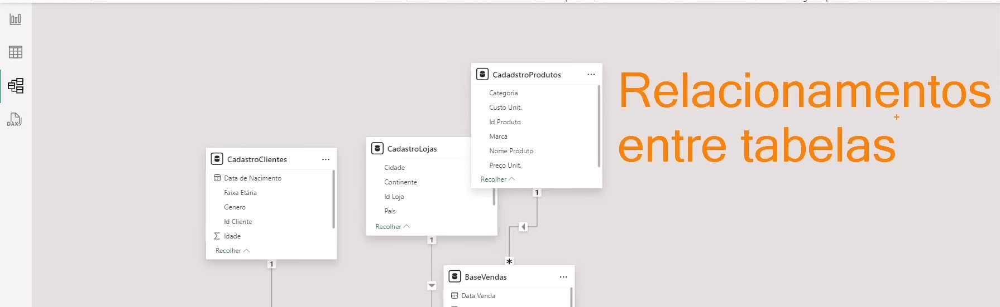 CadadstroProdutos
Categoria
Custo Unit.
Id Produto
Marca
Nome Produto
Preço Unit.
Recolher
1
Relacionamentos
entre tabelas
CadastroLojas
Cidade
Continente
Id Loja
País
Recolher
1
CadastroClientes
Data de Nacimento
Faixa Etária
Genero
Id Cliente
Idade
Recolher
1
*
BaseVendas
Data Venda
DAX